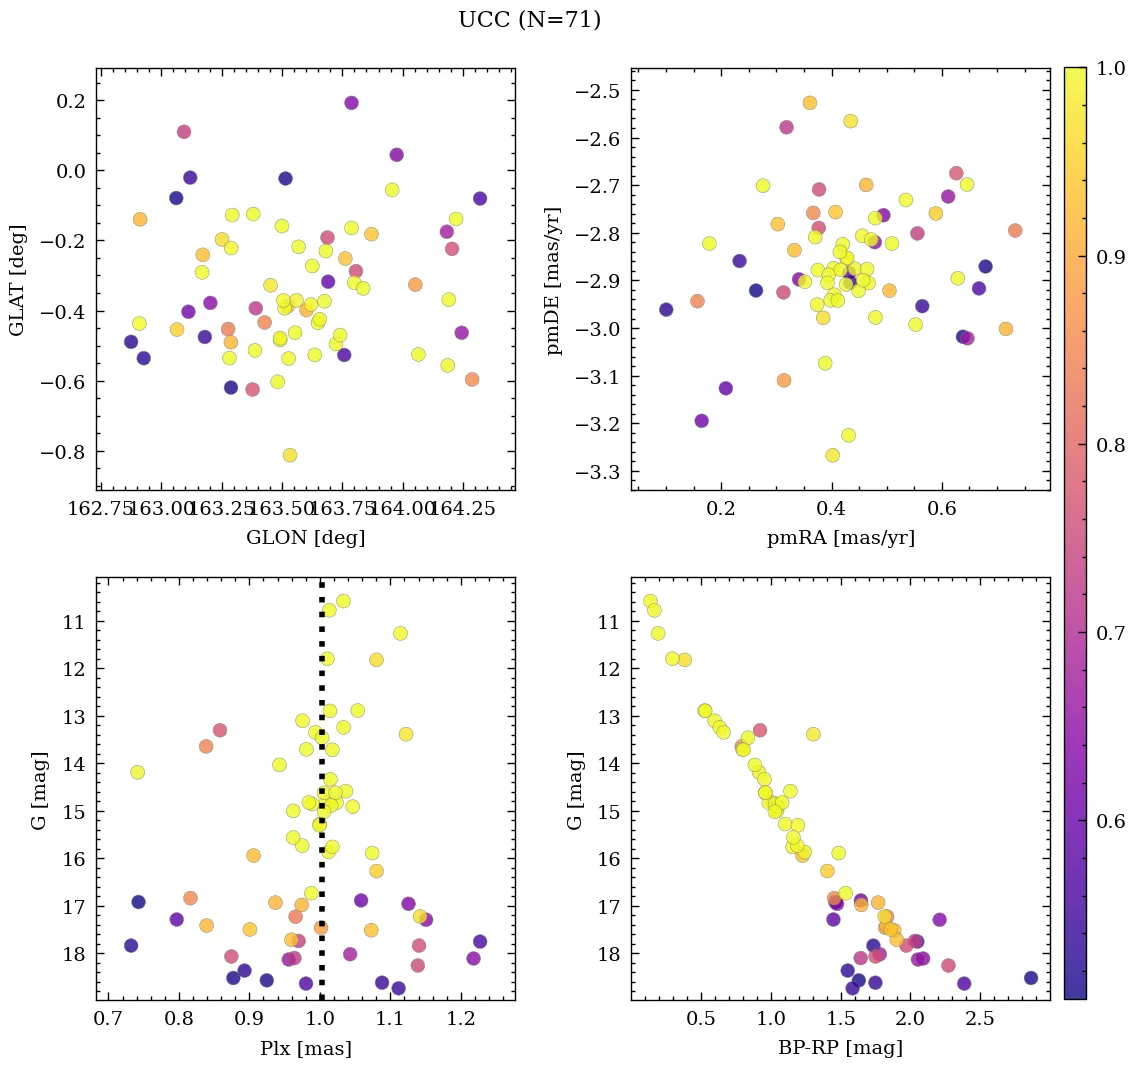 UCC (N=71)
0.2
0.0
−0.2
−0.4
−0.6
−0.8
GLAT [deg]
162.75 163.00 163.25 163.50 163.75 164.00 164.25
GLON [deg]
−2.5
−2.6
−2.7
−2.8
−2.9
−3.0
−3.1
−3.2
−3.3
pmDE [mas/yr]
0.2 0.4 0.6
pmRA [mas/yr]
1.0
0.9
0.8
0.7
0.6
11
12
13
14
15
16
17
18
G [mag]
0.7 0.8 0.9 1.0 1.1 1.2
Plx [mas]
11
12
13
14
15
16
17
18
G [mag]
0.5 1.0 1.5 2.0 2.5
BP-RP [mag]